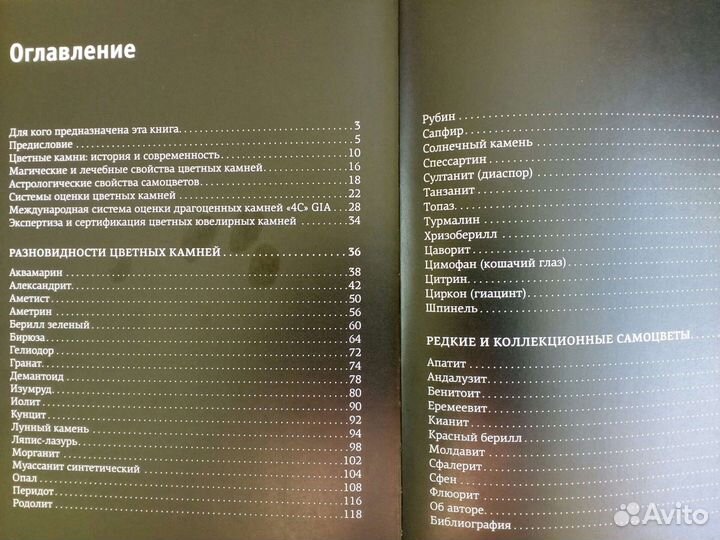 Оглавление
Для кого предназначена эта книга 3
Предисловие 5
Цветные камни: история и современность 10
Магические и лечебные свойства цветных камней 16
Астрологические свойства самоцветов 18
Системы оценки цветных камней 22
Международная система оценки драгоценных камней «4С» GIA 28
Экспертиза и сертификация цветных ювелирных камней 34
РАЗНОВИДНОСТИ ЦВЕТНЫХ КАМНЕЙ 36
Аквамарин 38
Александрит 42
Аметист 50
Аметрин 56
Берилл зеленый 60
Бирюза 64
Гелиодор 72
Гранат 74
Демантоид 78
Изумруд 80
Иолит 90
Кунцит 92
Лунный камень 94
Ляпис-лазурь 98
Морганит 102
Муассанит синтетический 104
Опал 108
Перидот 116
Родолит 118
Рубин
Сапфир
Солнечный камень
Спессартин
Султанит (диаспор)
Танзанит
Топаз
Турмалин
Хризоберилл
Цаворит
Цимофан (кошачий глаз)
Цитрин
Циркон (гиацинт)
Шпинель
РЕДКИЕ И КОЛЛЕКЦИОННЫЕ САМОЦВЕТЫ
Апатит
Андалузит
Бенитоит
Еремеевит
Кианит
Красный берилл
Молдавит
Сфалерит
Сфен
Флюорит
Об авторе
Библиография
Avito